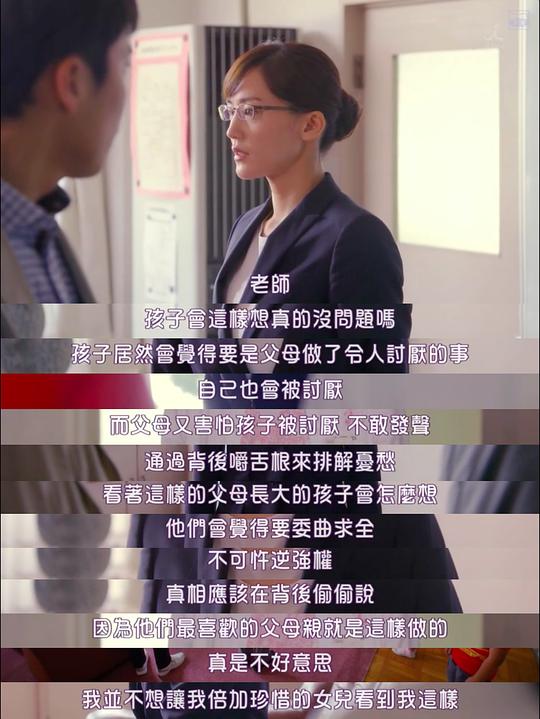 老師
孩子會這樣想真的沒問題嗎
孩子居然會覺得要是父母做了令人討厭的事
自己也會被討厭
而父母又害怕孩子被討厭 不敢發聲
通過背後嚼舌根來排解憂愁
看著這樣的父母長大的孩子會怎麼想
他們會覺得要委曲求全
不可忤逆強權
真相應該在背後偷偷說
因為他們最喜歡的父母親就是這樣做的
真是不好意思
我並不想讓我倍加珍惜的女兒看到我這樣